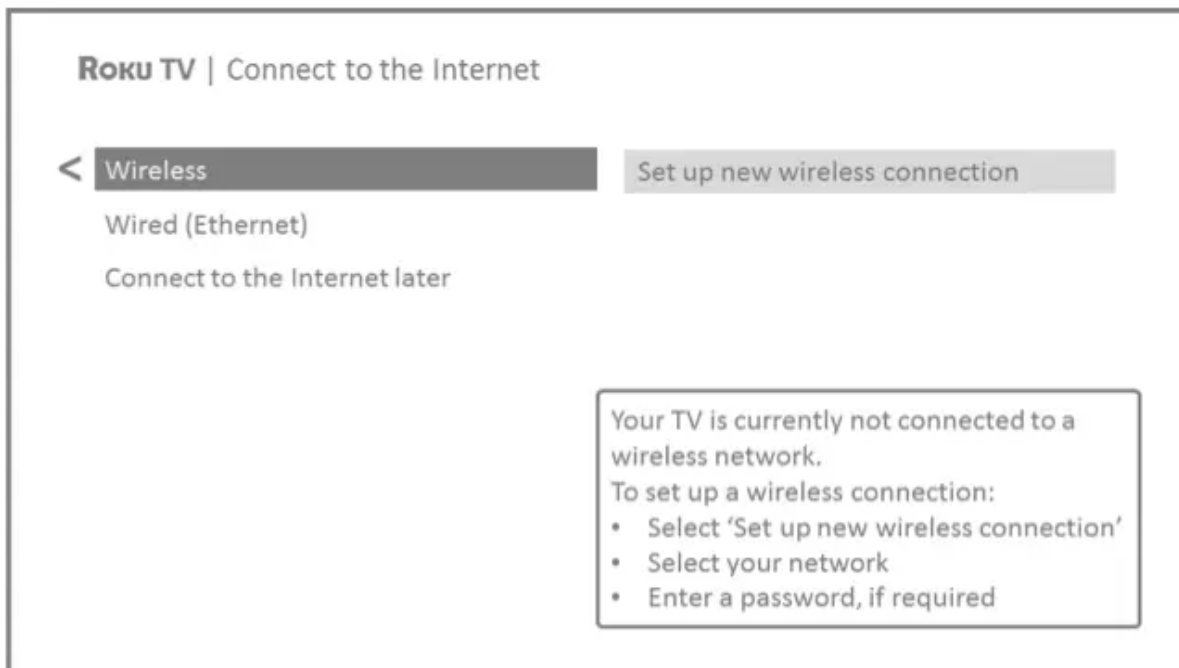 Roku TV | Connect to the Internet
< Wireless
Set up new wireless connection
Wired (Ethernet)
Connect to the Internet later
Your TV is currently not connected to a
wireless network.
To set up a wireless connection:
• Select ‘Set up new wireless connection’
• Select your network
• Enter a password, if required